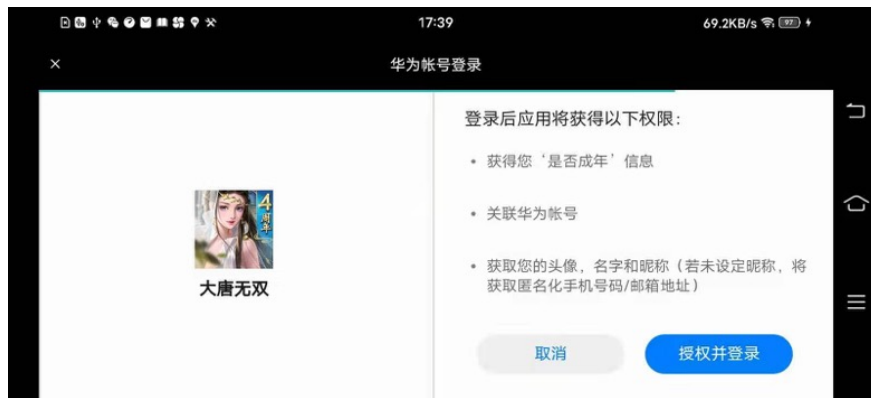 17:39
69.2KB/s
97
华为帐号登录
4
周年
大唐无双
登录后应用将获得以下权限：
• 获得您‘是否成年’信息
• 关联华为帐号
• 获取您的头像，名字和昵称（若未设定昵称，将
获取匿名化手机号码/邮箱地址）
取消
授权并登录